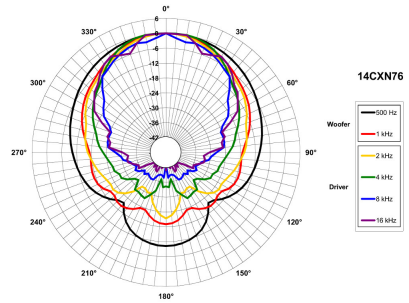 0°
330°
6
30°
0
-6
-12
-18
-24
-30
-36
-42
300°
60°
270°
90°
240°
120°
210°
150°
180°
14CXN76
Woofer
500 Hz
1 kHz
Driver
2 kHz
4 kHz
8 kHz
16 kHz